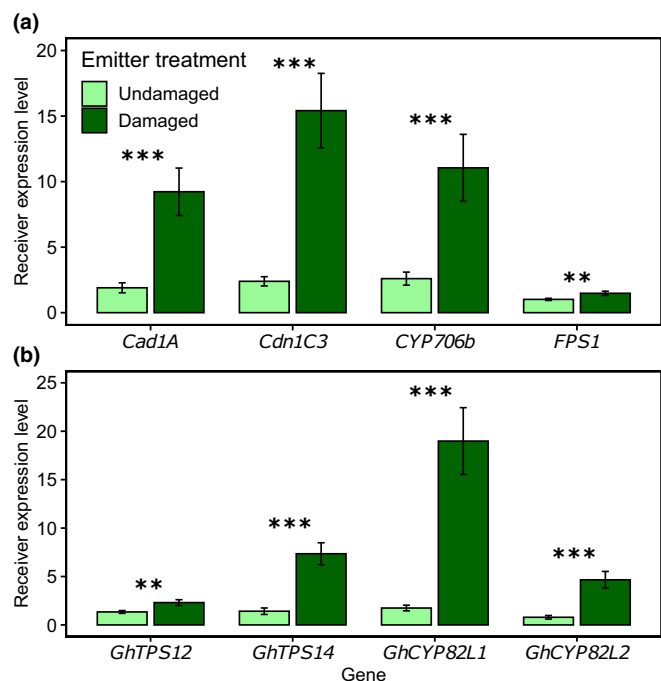 (a)
Receiver expression level
20
15
10
5
0
Emitter treatment
Undamaged
Damaged
***
***
***
**
Cad1A Cdn1C3 CYP706b FPS1
(b)
Receiver expression level
25
20
15
10
5
0
**
***
***
***
GhTPS12 GhTPS14 GhCYP82L1 GhCYP82L2
Gene